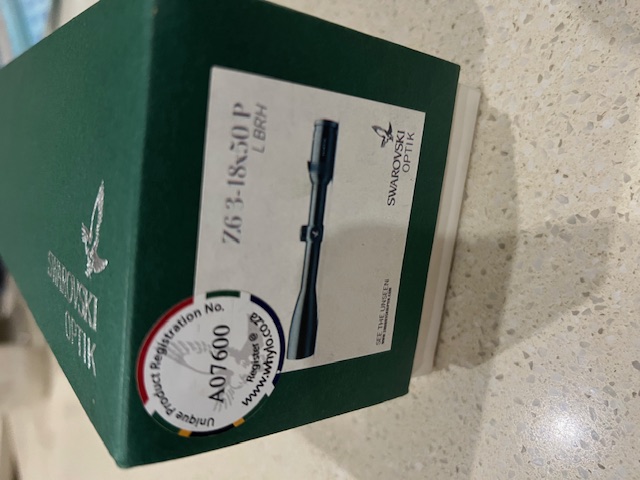 SWAROVSKI
OPTIK
Z6 3-18x50 P
L BRH
SWAROVSKI
OPTIK
SEE THE UNSEEN
Unique Product Registration No.
A07600
Register @
www.whylo.co.za